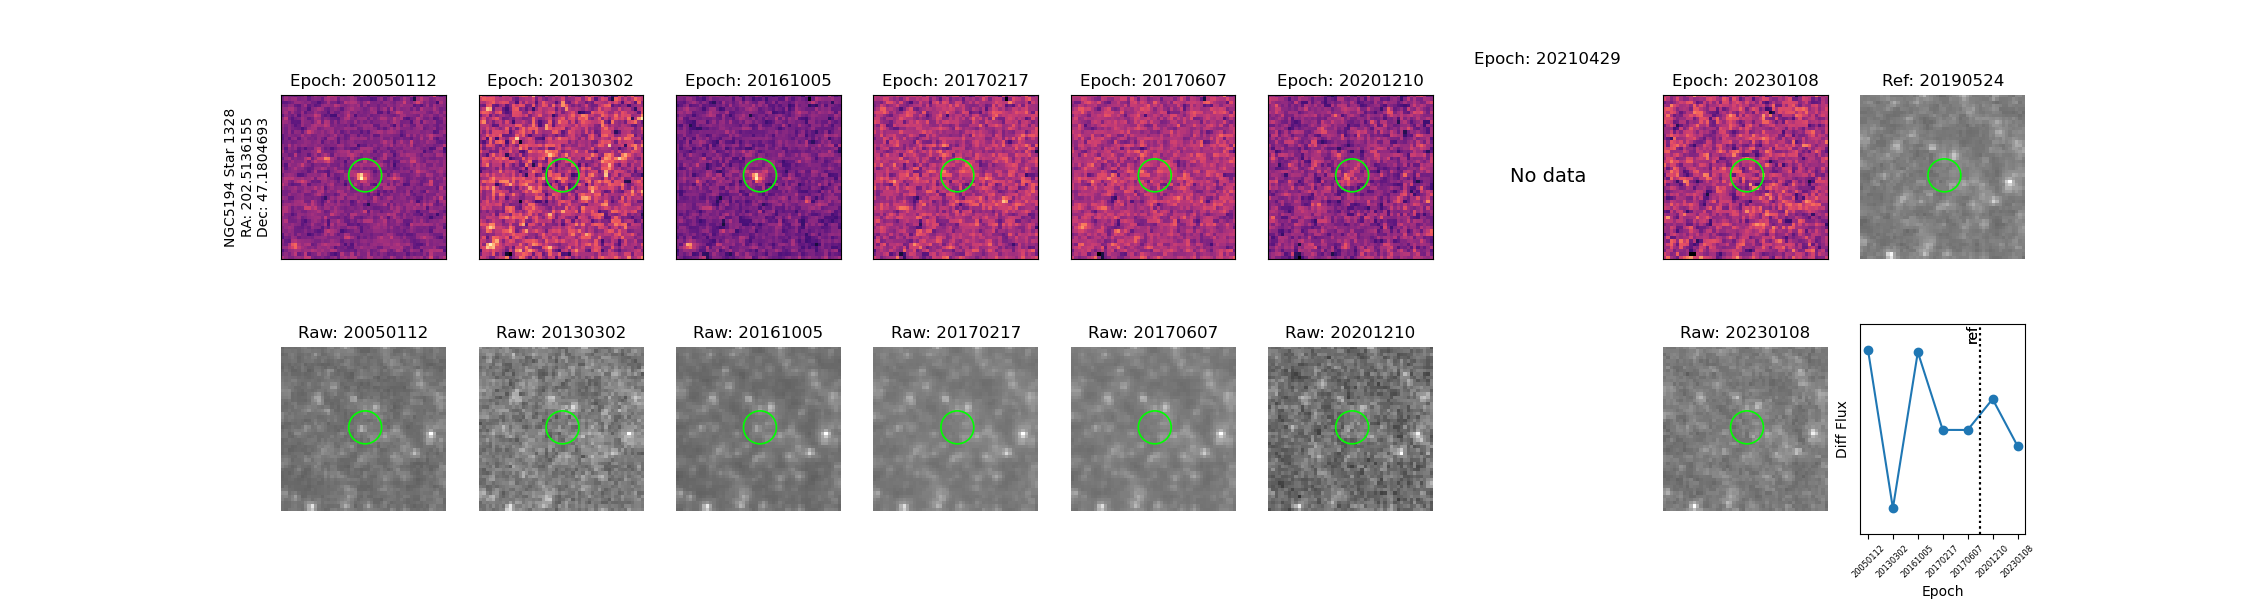 Epoch: 20210429
Epoch: 20050112
Epoch: 20130302
Epoch: 20161005
Epoch: 20170217
Epoch: 20170607
Epoch: 20201210
Epoch: 20230108
Ref: 20190524
NGC5194 Star 1328
RA: 202.5136155
Dec: 47.1804693
No data
Raw: 20050112
Raw: 20130302
Raw: 20161005
Raw: 20170217
Raw: 20170607
Raw: 20201210
Raw: 20230108
ref
Diff Flux
20050112
20130302
20161005
20170217
20170607
20201210
20230108
Epoch